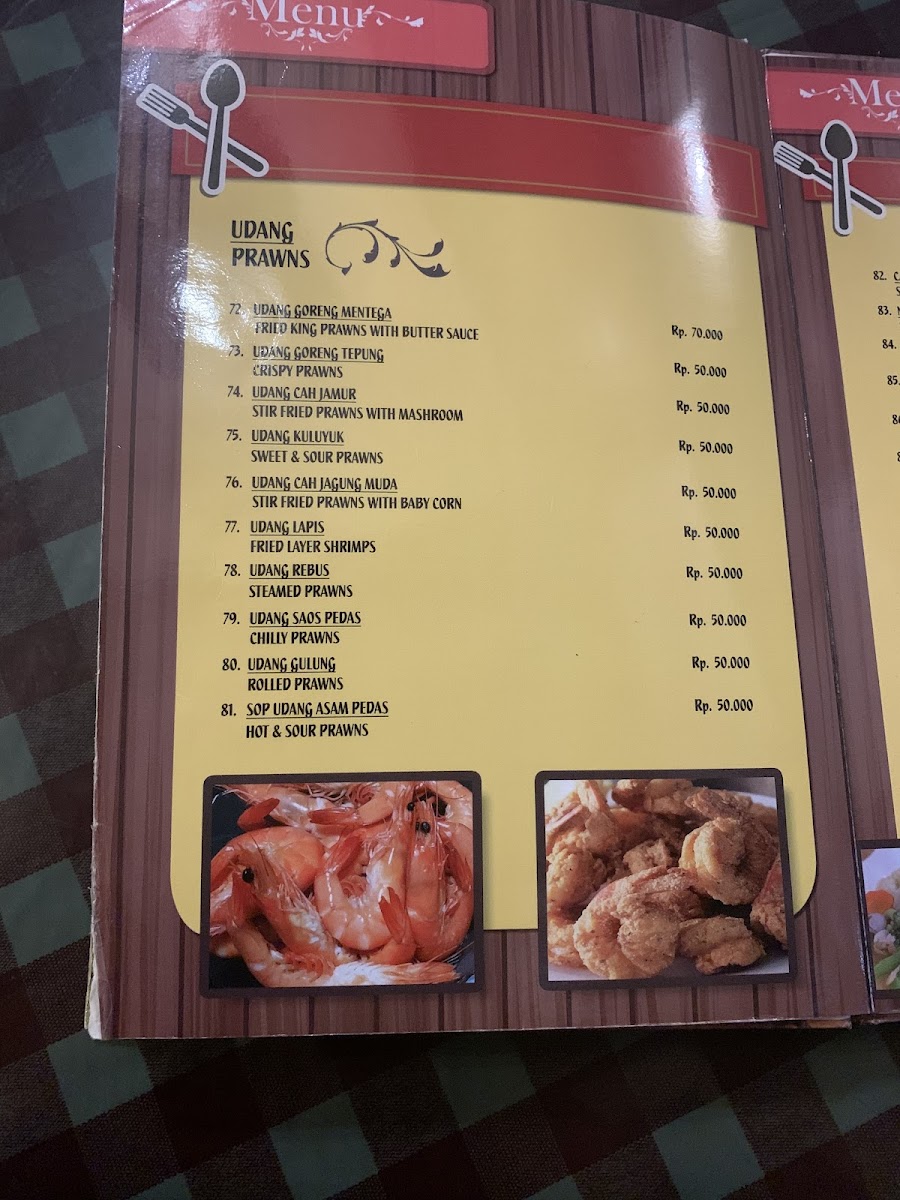 Menu
UDANG
PRAWNS
72. UDANG GORENG MENTEGA
FRIED KING PRAWNS WITH BUTTER SAUCE Rp. 70.000
73. UDANG GORENG TEPUNG
CRISPY PRAWNS Rp. 50.000
74. UDANG CAH JAMUR
STIR FRIED PRAWNS WITH MASHROOM Rp. 50.000
75. UDANG KULUYUK
SWEET & SOUR PRAWNS Rp. 50.000
76. UDANG CAH JAGUNG MUDA
STIR FRIED PRAWNS WITH BABY CORN Rp. 50.000
77. UDANG LAPIS
FRIED LAYER SHRIMPS Rp. 50.000
78. UDANG REBUS
STEAMED PRAWNS Rp. 50.000
79. UDANG SAOS PEDAS
CHILLY PRAWNS Rp. 50.000
80. UDANG GULUNG
ROLLED PRAWNS Rp. 50.000
81. SOP UDANG ASAM PEDAS
HOT & SOUR PRAWNS Rp. 50.000
Me
82.
83.
84.
85.